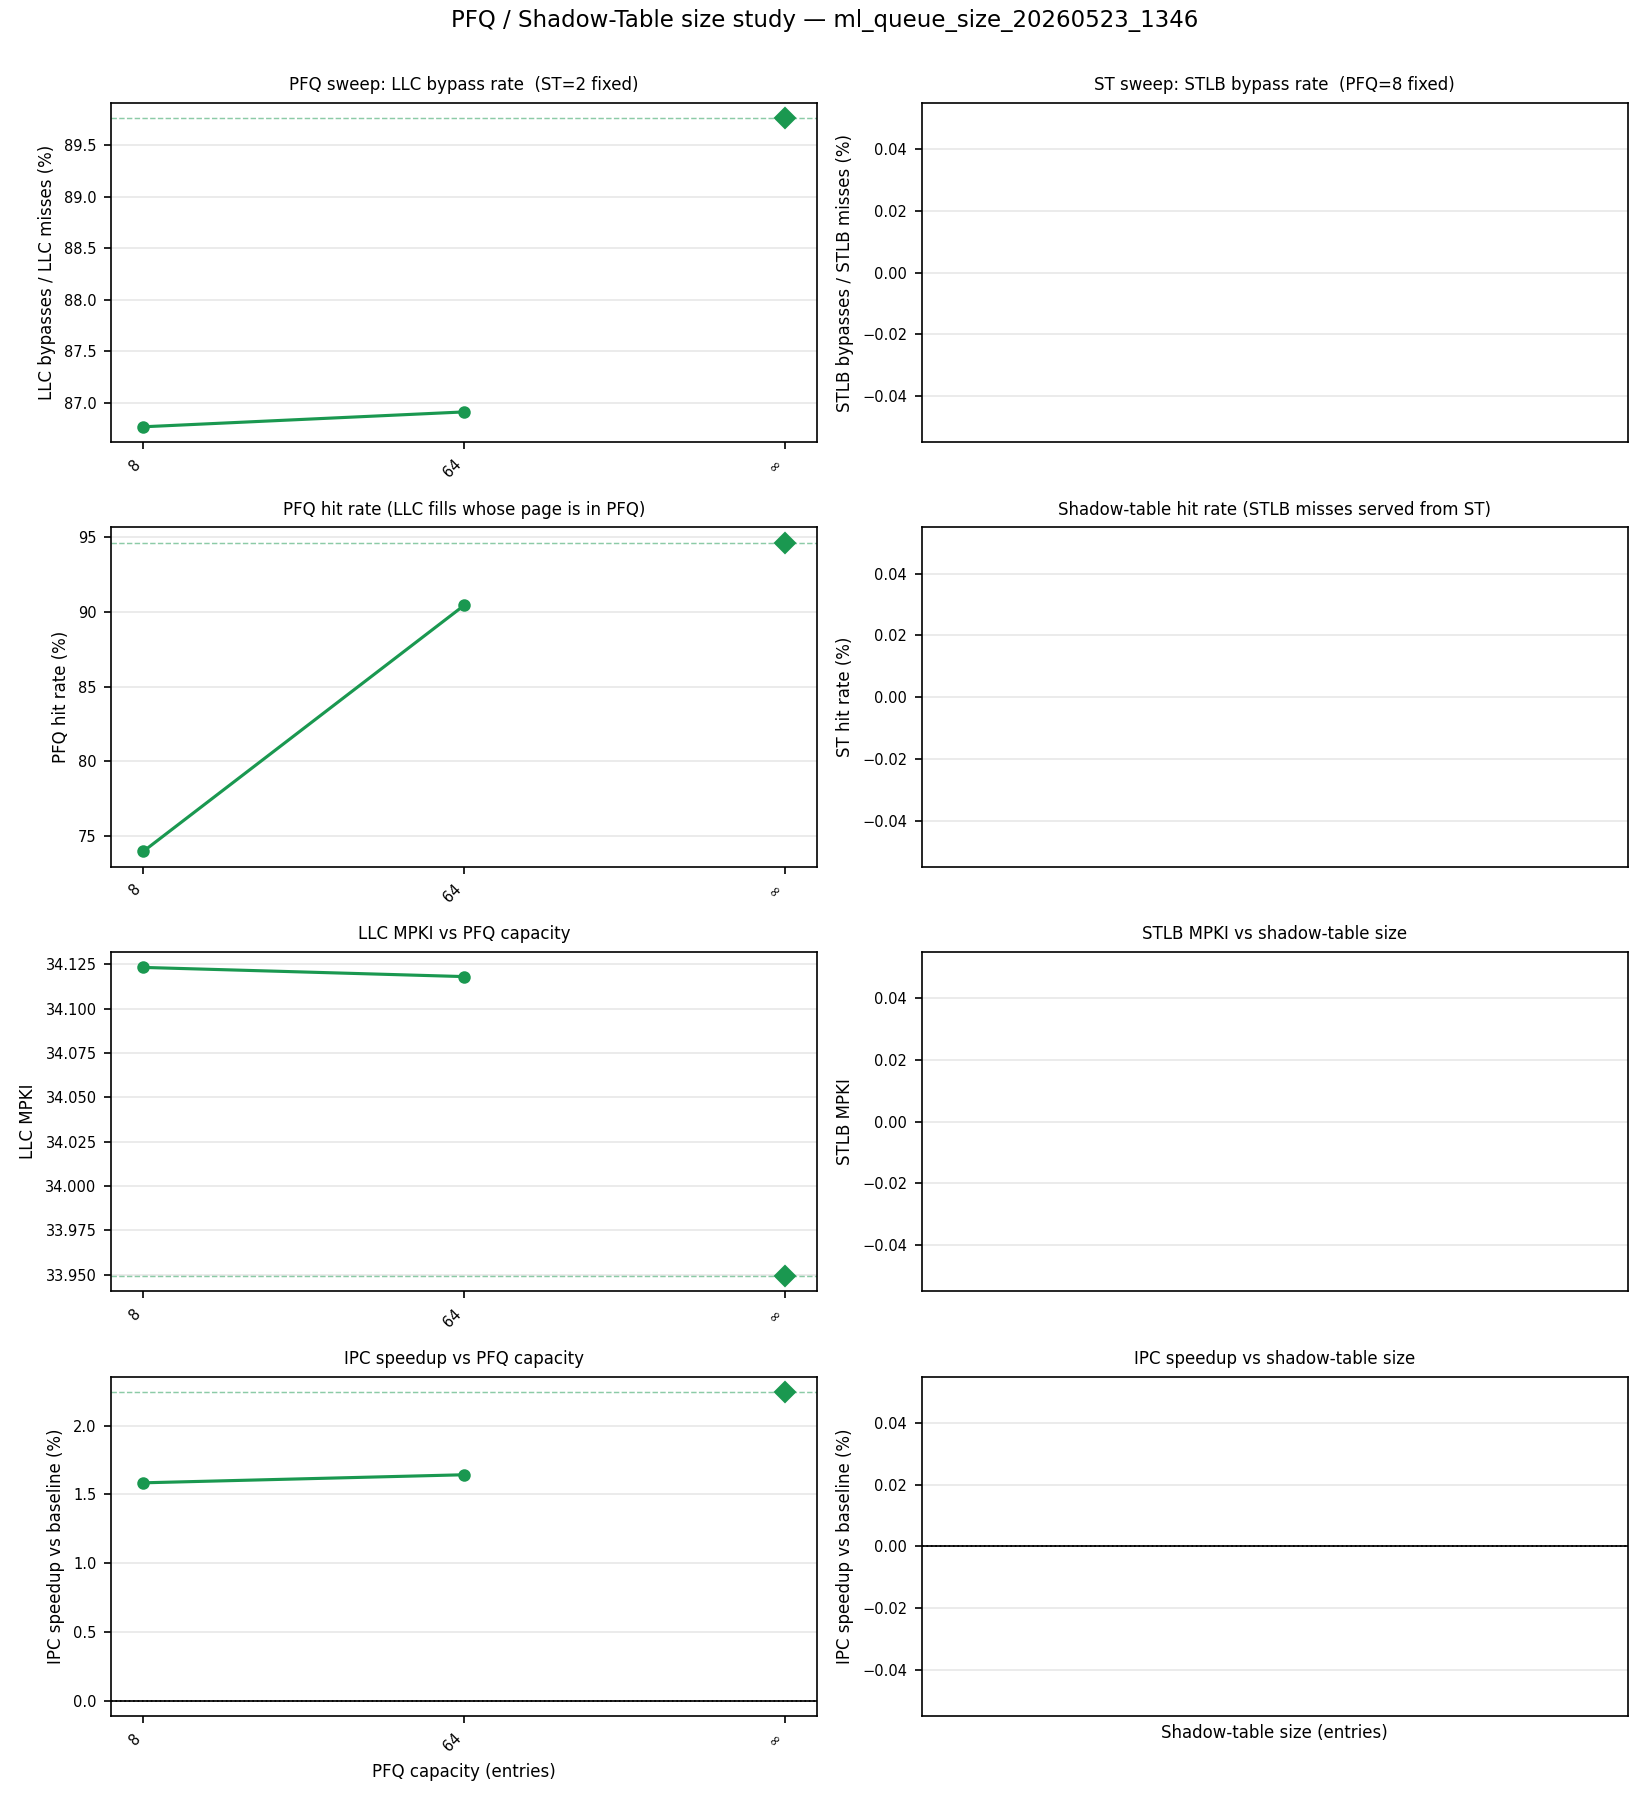 PFQ / Shadow-Table size study — ml_queue_size_20260523_1346
PFQ sweep: LLC bypass rate  (ST=2 fixed)
LLC bypasses / LLC misses (%)
89.5
89.0
88.5
88.0
87.5
87.0
8
64
∞
ST sweep: STLB bypass rate  (PFQ=8 fixed)
STLB bypasses / STLB misses (%)
0.04
0.02
0.00
−0.02
−0.04
PFQ hit rate (LLC fills whose page is in PFQ)
PFQ hit rate (%)
95
90
85
80
75
8
64
∞
Shadow-table hit rate (STLB misses served from ST)
ST hit rate (%)
0.04
0.02
0.00
−0.02
−0.04
LLC MPKI vs PFQ capacity
LLC MPKI
34.125
34.100
34.075
34.050
34.025
34.000
33.975
33.950
8
64
∞
STLB MPKI vs shadow-table size
STLB MPKI
0.04
0.02
0.00
−0.02
−0.04
IPC speedup vs PFQ capacity
IPC speedup vs baseline (%)
2.0
1.5
1.0
0.5
0.0
8
64
∞
PFQ capacity (entries)
IPC speedup vs shadow-table size
IPC speedup vs baseline (%)
0.04
0.02
0.00
−0.02
−0.04
Shadow-table size (entries)